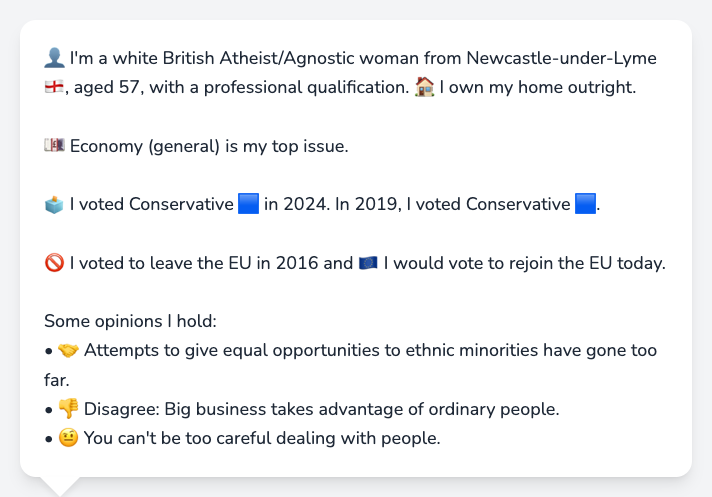 👤 I'm a white British Atheist/Agnostic woman from Newcastle-under-Lyme
🏴󠁧󠁢󠁥󠁮󠁧󠁿, aged 57, with a professional qualification. 🏠 I own my home outright.
💷 Economy (general) is my top issue.
🗳️ I voted Conservative 🟦 in 2024. In 2019, I voted Conservative 🟦.
🚫 I voted to leave the EU in 2016 and 🇪🇺 I would vote to rejoin the EU today.
Some opinions I hold:
• 🤝 Attempts to give equal opportunities to ethnic minorities have gone too
far.
• 👎 Disagree: Big business takes advantage of ordinary people.
• 🤨 You can't be too careful dealing with people.